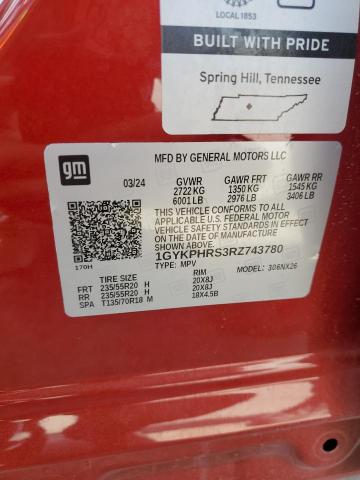 LOCAL 1853
BUILT WITH PRIDE
Spring Hill, Tennessee
gm
MFD BY GENERAL MOTORS LLC
03/24 GVWR GAWR FRT GAWR RR
2722 KG 1350 KG 1545 KG
6001 LB 2976 LB 3406 LB
THIS VEHICLE CONFORMS TO ALL
APPLICABLE U.S. FEDERAL MOTOR
VEHICLE SAFETY
STANDARDS IN EFFECT ON THE DATE OF MANUFACTURE
SHOWN ABOVE.
1GYKPHRS3RZ743780
170H TYPE: MPV
MODEL: 306NX26
TIRE SIZE RIM
FRT 235/55R20 H 20X8J
RR 235/55R20 H 20X8J
SPA T135/70R18 M 18X4.5B